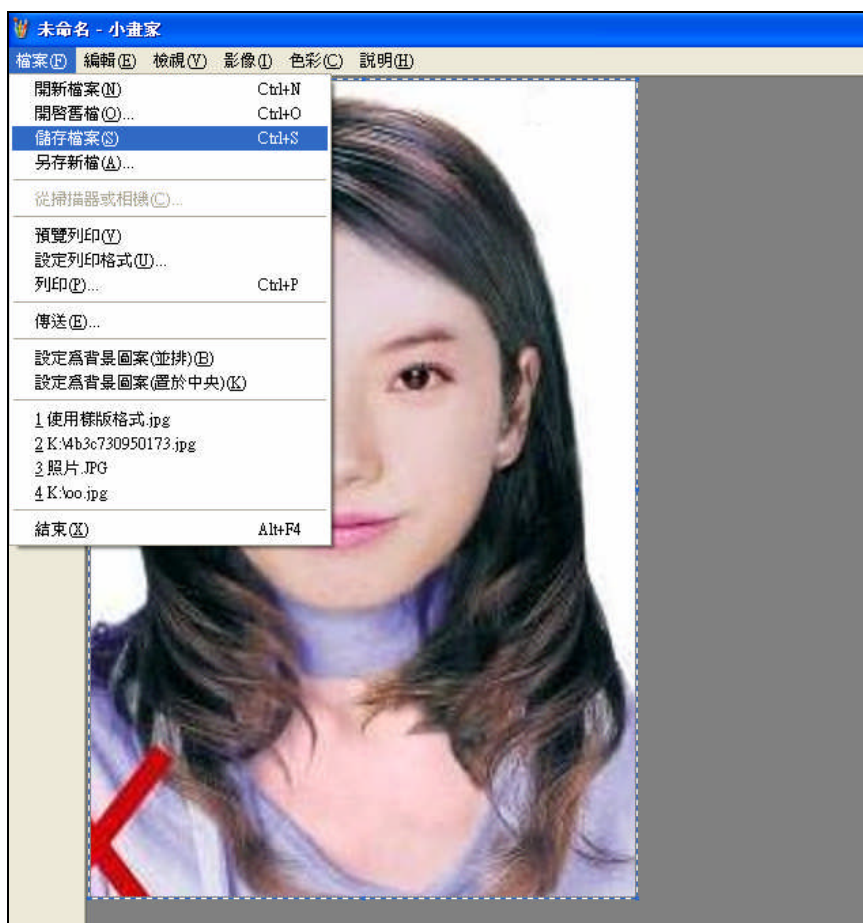 未命名 - 小畫家
檔案(F) 編輯(E) 檢視(V) 影像(I) 色彩(C) 說明(H)
開新檔案(N) Ctrl+N
開啓舊檔(O)... Ctrl+O
儲存檔案(S) Ctrl+S
另存新檔(A)...
從掃描器或相機(C)...
預覽列印(V)
設定列印格式(U)...
列印(P)... Ctrl+P
傳送(E)...
設定爲背景圖案(並排)(B)
設定爲背景圖案(置於中央)(K)
1 使用樣版格式.jpg
2 K:\4b3c730950173.jpg
3 照片.JPG
4 K:\oo.jpg
結束(X) Alt+F4